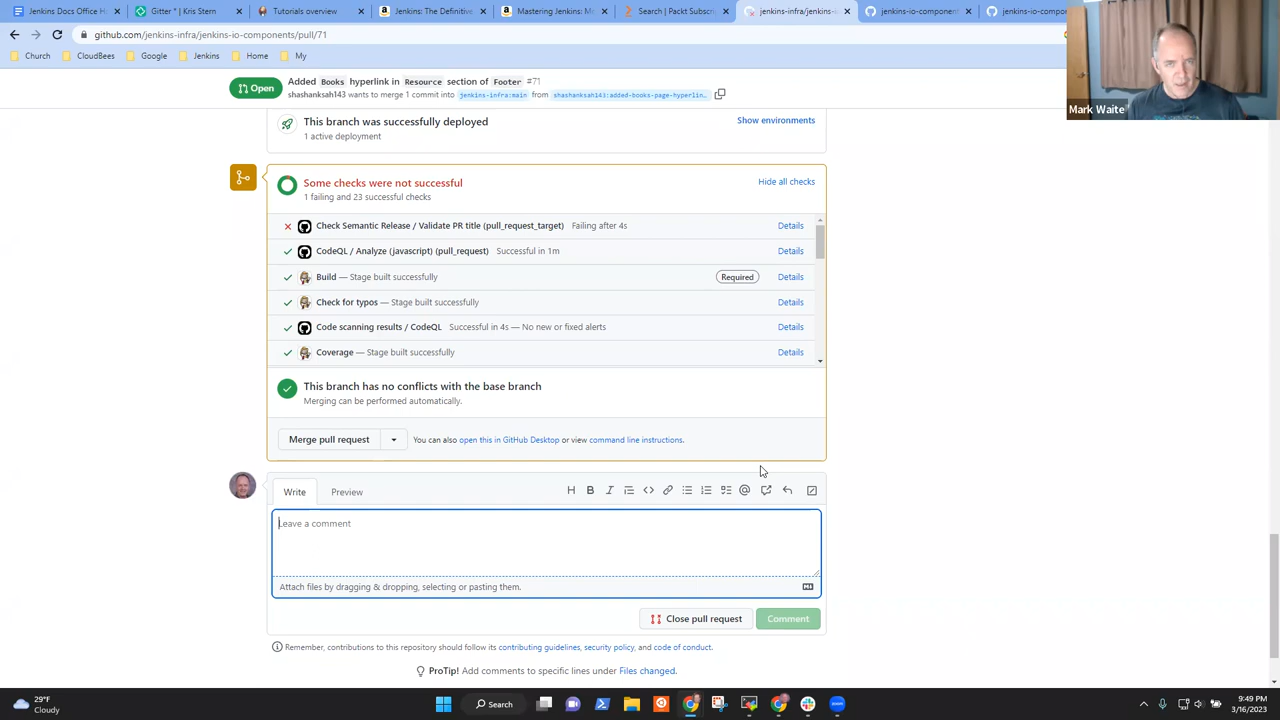 Jenkins Docs Office H
Gitter * Kris Stern
Tutorials overview
Jenkins: The Definitive
Mastering Jenkins: M
Search | Packt Subscri
jenkins-infra/jenkins-io
jenkins-io-component
jenkins-io-com
github.com/jenkins-infra/jenkins-io-components/pull/71
Church
CloudBees
Google
Jenkins
Home
My
Mark Waite
Open
Added Books hyperlink in Resource section of Footer #71
shashanksah143 wants to merge 1 commit into jenkins-infra:main from shashanksah143:added-books-page-hyperlin…
This branch was successfully deployed
1 active deployment
Show environments
Some checks were not successful
1 failing and 23 successful checks
Hide all checks
Check Semantic Release / Validate PR title (pull_request_target) Failing after 4s Details
CodeQL / Analyze (javascript) (pull_request) Successful in 1m Details
Build — Stage built successfully Required Details
Check for typos — Stage built successfully Details
Code scanning results / CodeQL Successful in 4s — No new or fixed alerts Details
Coverage — Stage built successfully Details
This branch has no conflicts with the base branch
Merging can be performed automatically.
Merge pull request
You can also open this in GitHub Desktop or view command line instructions.
Write
Preview
Leave a comment
Attach files by dragging & dropping, selecting or pasting them.
Close pull request
Comment
Remember, contributions to this repository should follow its contributing guidelines, security policy, and code of conduct.
ProTip! Add comments to specific lines under Files changed.
29°F
Cloudy
Search
9:49 PM
3/16/2023